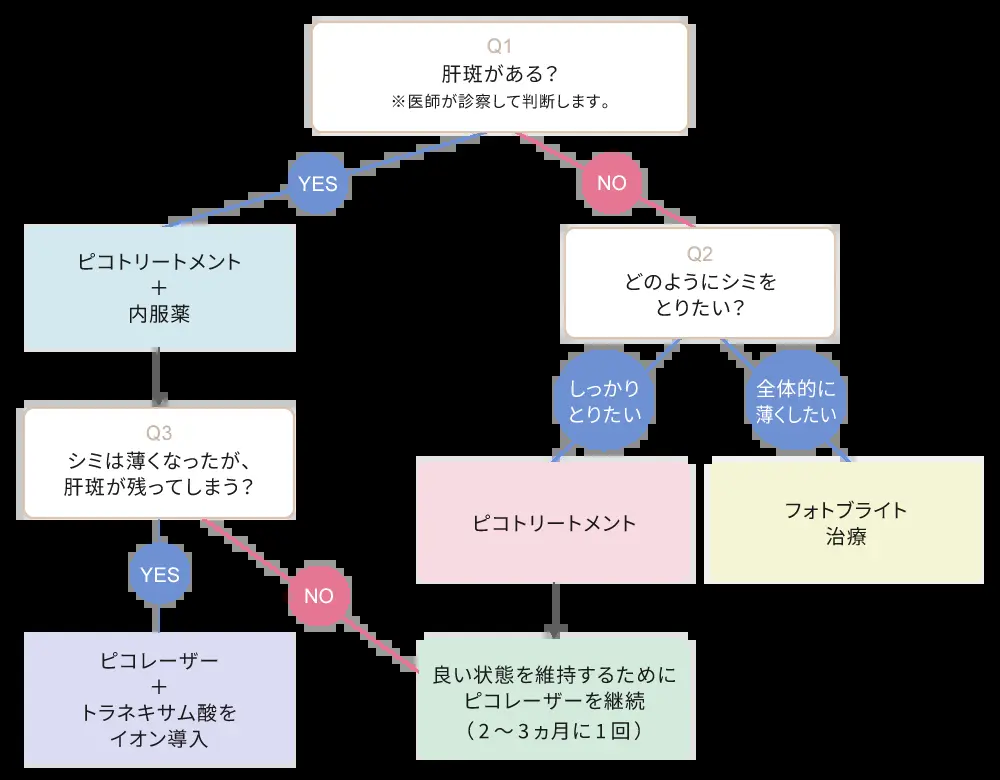 Q1
肝斑がある?
※医師が診察して判断します。
YES
NO
ピコトリートメント
+
内服薬
Q2
どのようにシミを
とりたい?
しっかり
とりたい
全体的に
薄くしたい
Q3
シミは薄くなったが、
肝斑が残ってしまう?
ピコトリートメント
フォトブライト
治療
YES
NO
ピコレーザー
+
トラネキサム酸を
イオン導入
良い状態を維持するために
ピコレーザーを継続
(2〜3ヵ月に1回)